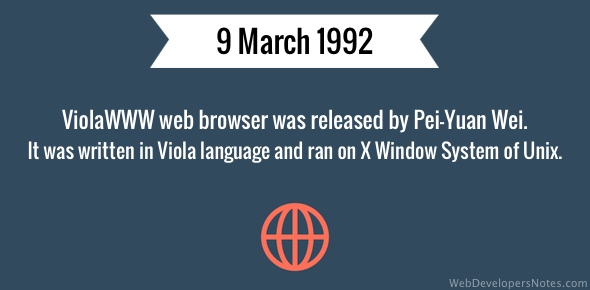 9 March 1992
ViolaWWW web browser was released by Pei-Yuan Wei.
It was written in Viola language and ran on X Window System of Unix.
WebDevelopersNotes.com